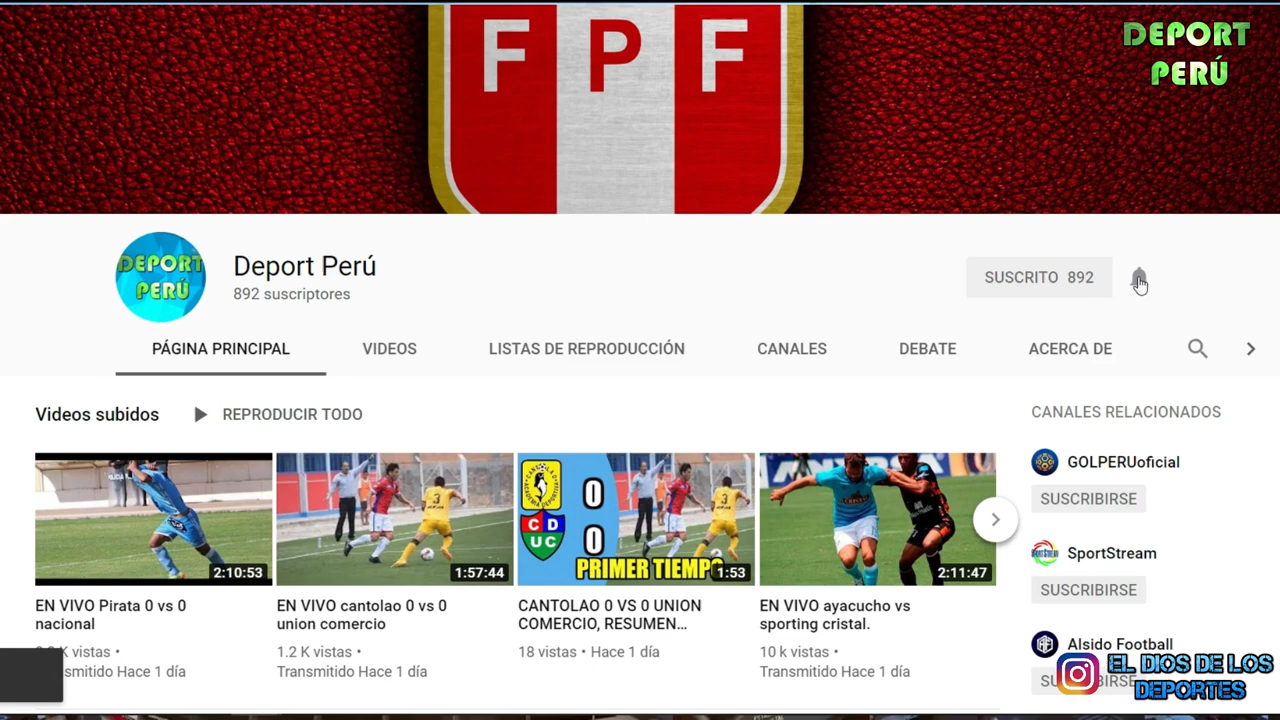 F P F
DEPORT
PERÚ
DEPORT
PERÚ
Deport Perú
892 suscriptores
SUSCRITO 892
PÁGINA PRINCIPAL
VIDEOS
LISTAS DE REPRODUCCIÓN
CANALES
DEBATE
ACERCA DE
Videos subidos
REPRODUCIR TODO
CANALES RELACIONADOS
2:10:53
1:57:44
CD
UC
0
0
PRIMER TIEMPO
1:53
2:11:47
EN VIVO Pirata 0 vs 0
nacional
K vistas •
smitido Hace 1 día
EN VIVO cantolao 0 vs 0
union comercio
1.2 K vistas •
Transmitido Hace 1 día
CANTOLAO 0 VS 0 UNION
COMERCIO, RESUMEN...
18 vistas • Hace 1 día
EN VIVO ayacucho vs
sporting cristal.
10 k vistas •
Transmitido Hace 1 día
GOLPERUoficial
SUSCRIBIRSE
SportStream
SUSCRIBIRSE
Alsido Football
EL DIOS DE LOS
DEPORTES